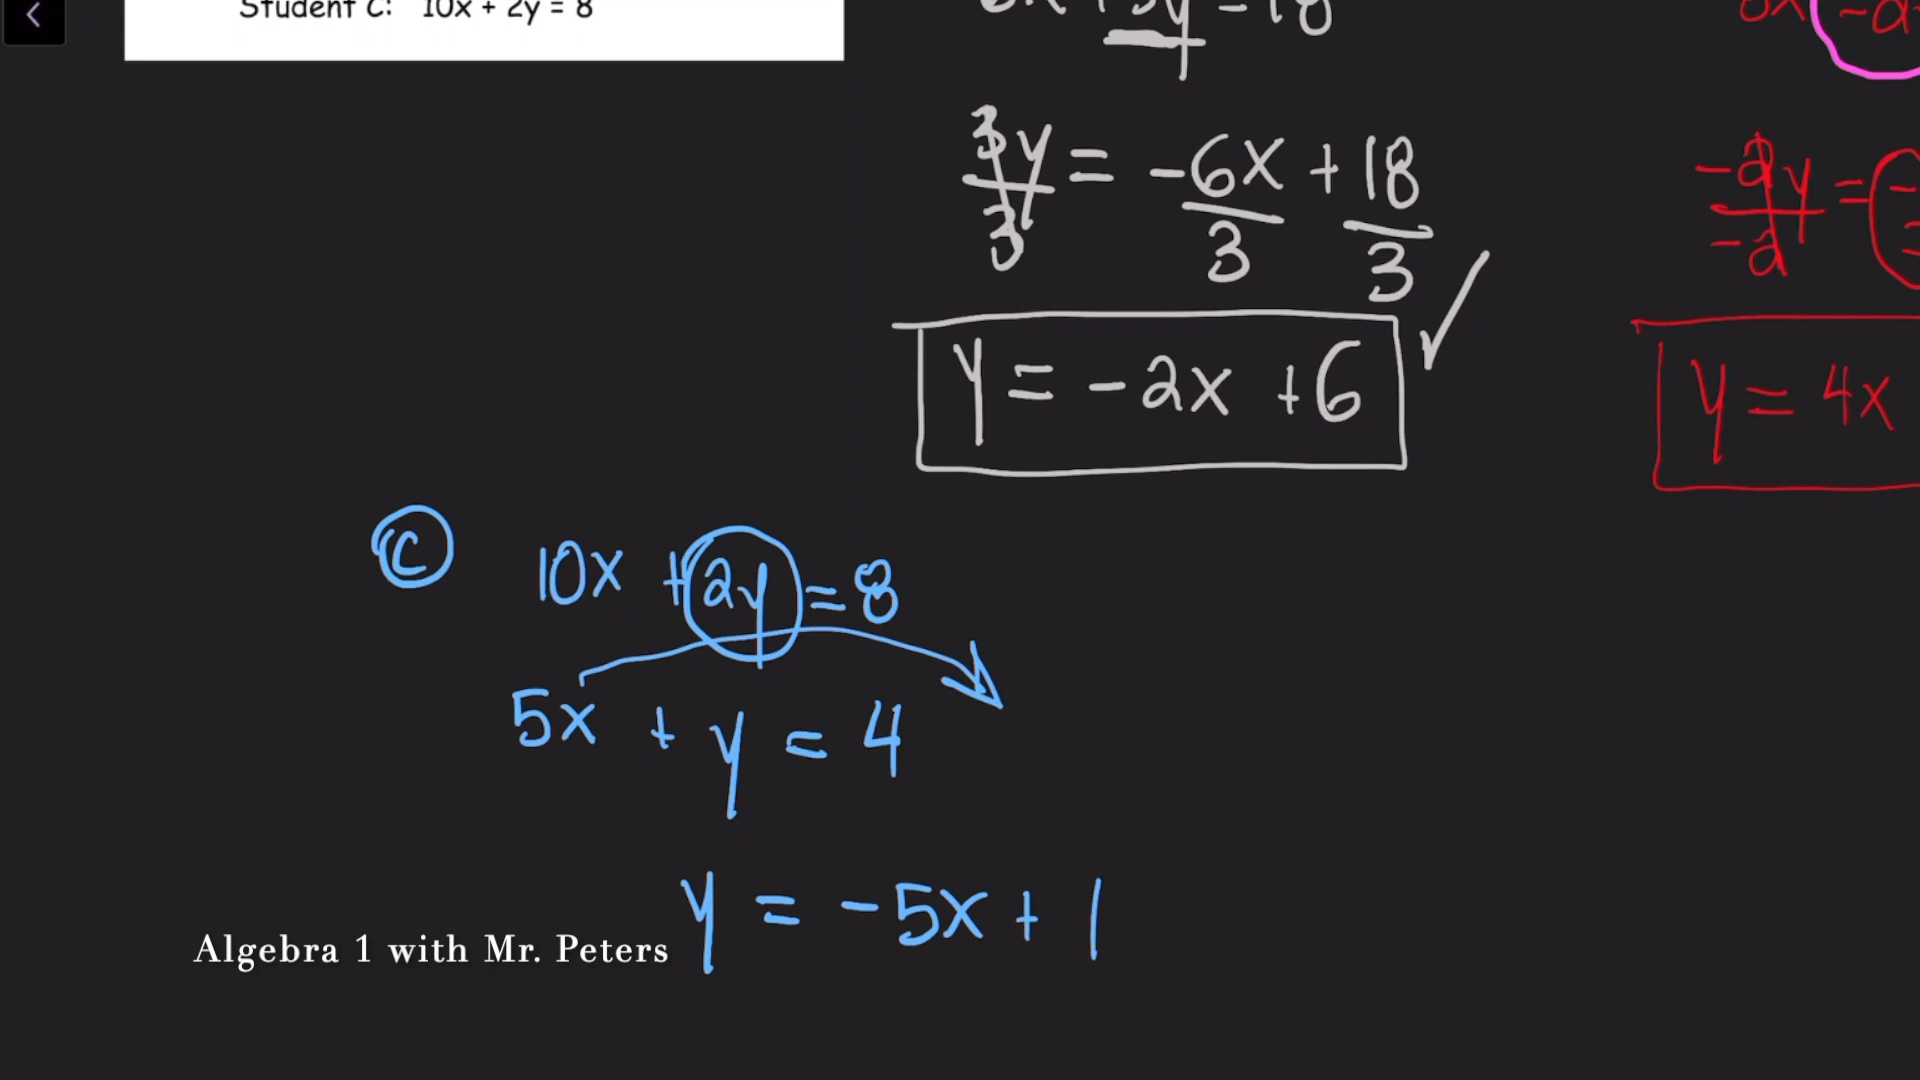 Student C: 10x + 2y = 8
3y = -6x + 18
3 3 3
y = -2x + 6
-2y =
-2
y = 4x
C 10x + 2y = 8
5x + y = 4
y = -5x + 1
Algebra 1 with Mr. Peters